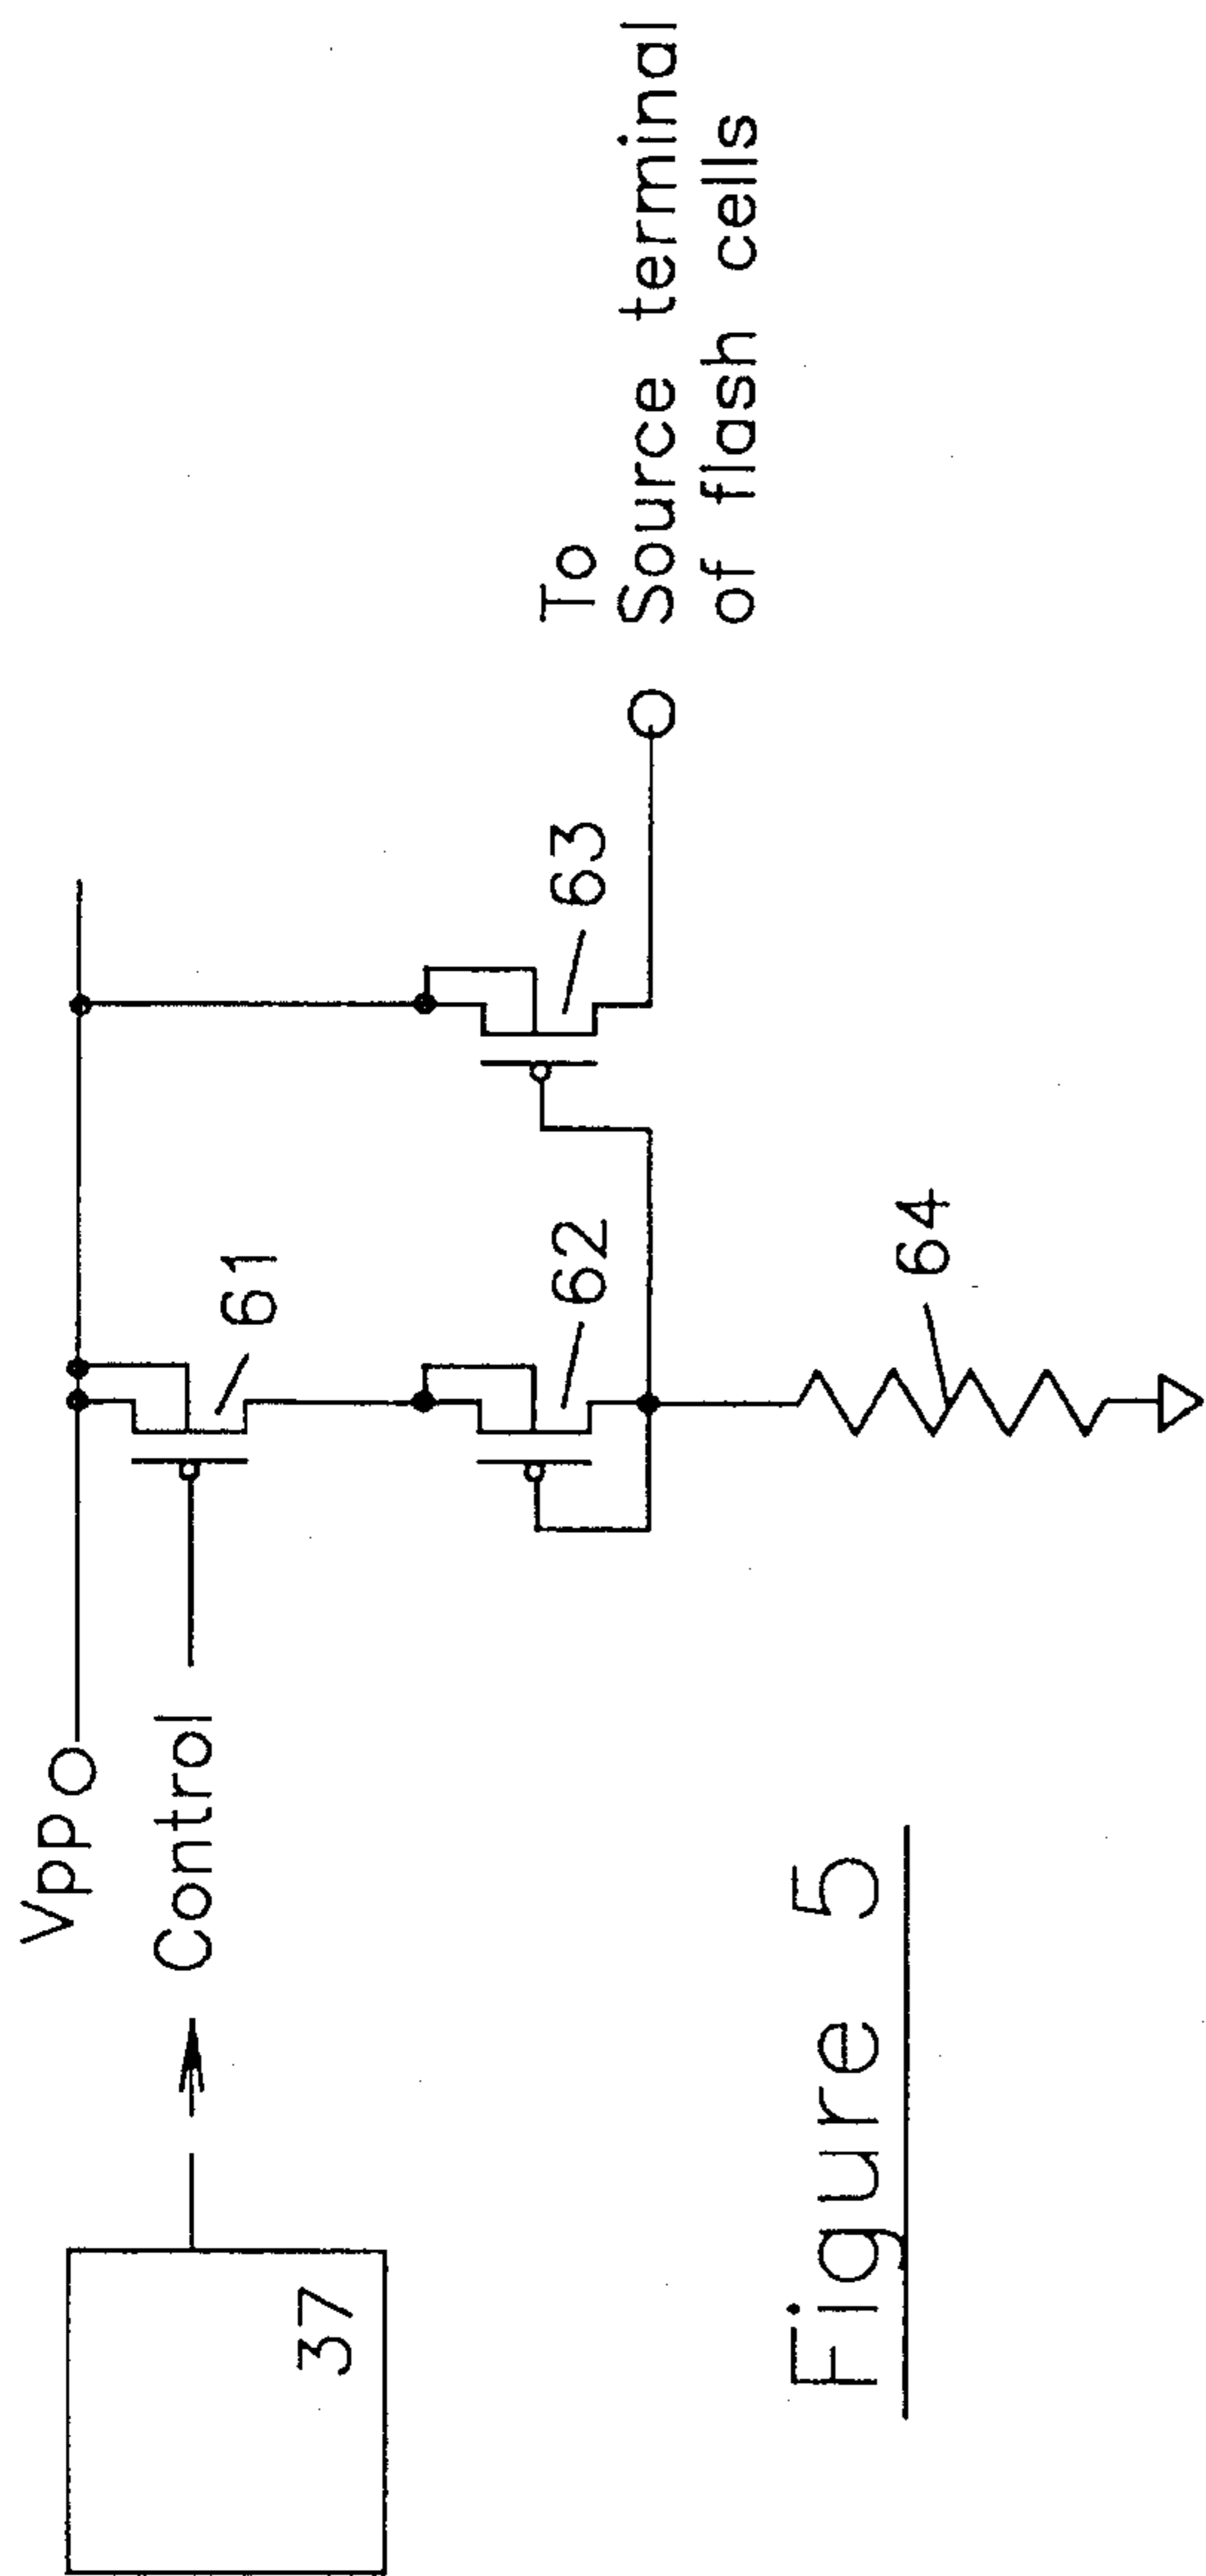 Vpp
Control
37
61
62
63
64
To
Source terminal
of flash cells
Figure 5